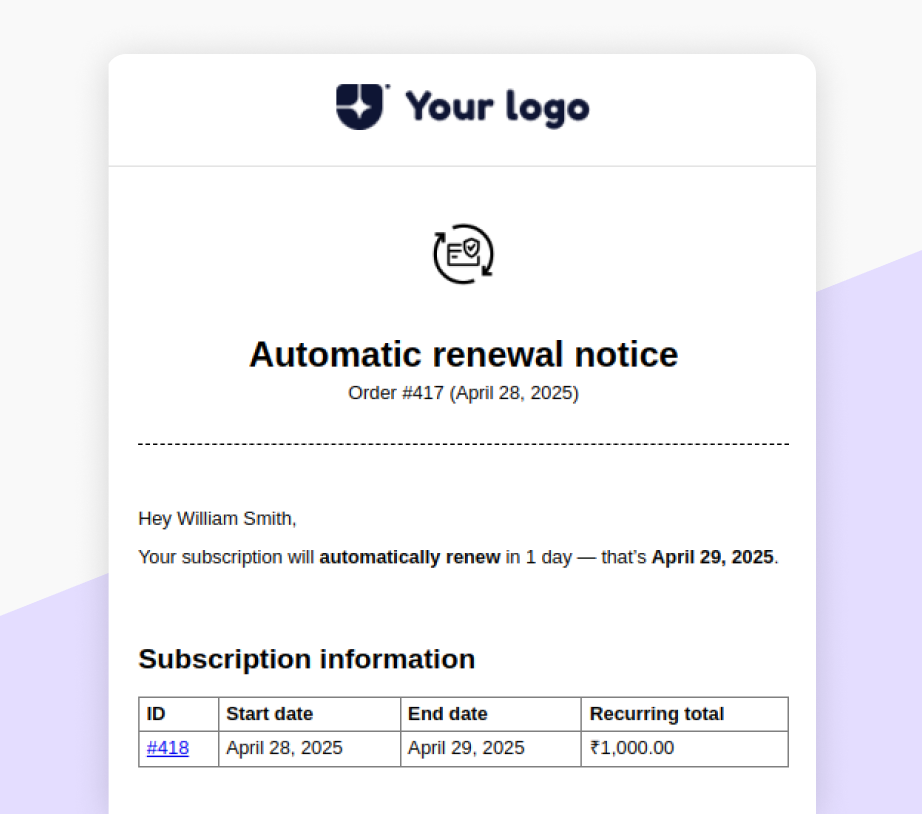 Your logo
Automatic renewal notice
Order #417 (April 28, 2025)
Hey William Smith,
Your subscription will automatically renew in 1 day — that’s April 29, 2025.
Subscription information
ID Start date End date Recurring total
#418 April 28, 2025 April 29, 2025 ₹1,000.00